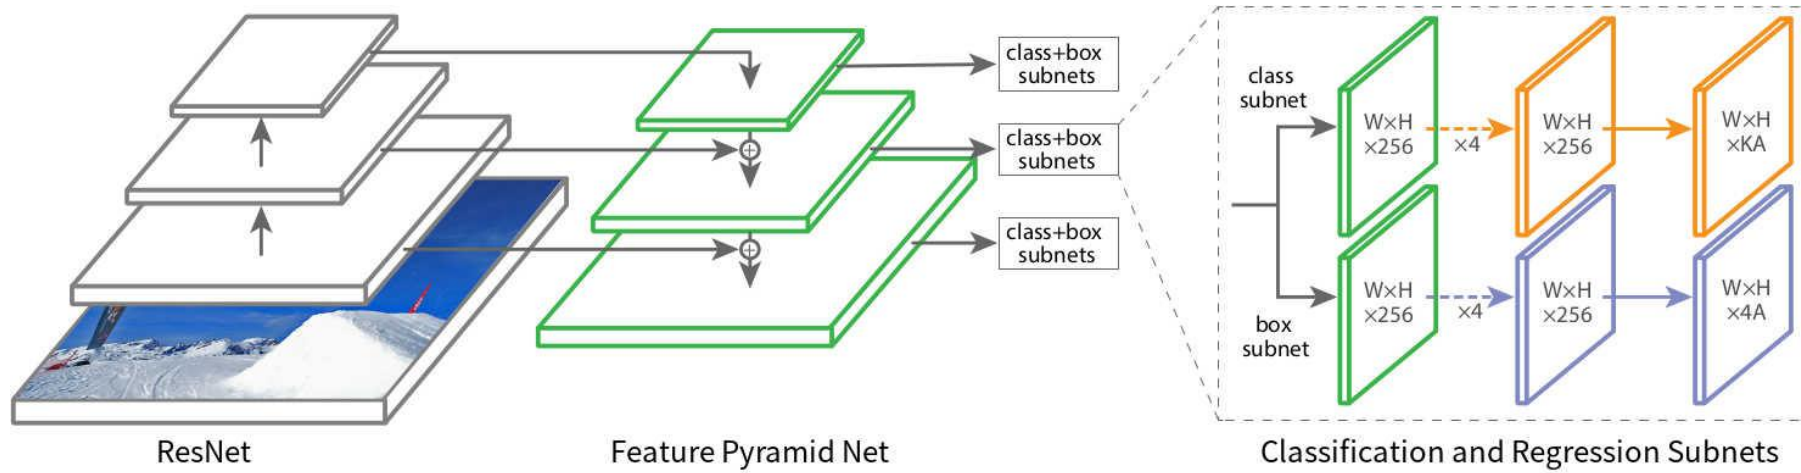 class+box
subnets
class+box
subnets
class+box
subnets
class
subnet
W×H
×256
×4
W×H
×256
W×H
×KA
box
subnet
W×H
×256
×4
W×H
×256
W×H
×4A
ResNet
Feature Pyramid Net
Classification and Regression Subnets